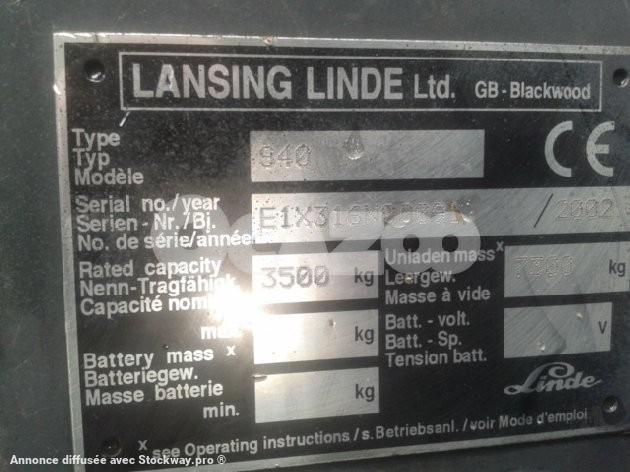 LANSING LINDE Ltd. GB - Blackwood
Type
Typ
Modèle
940
CE
Serial no./year
Serien - Nr./Bj.
No. de série/année
/ 2002
Rated capacity
Nenn-Tragfähigk
Capacité nom
3500 kg
Unladen mass x
Leergew.
Masse à vide
7300 kg
max
kg
Batt. - volt.
Batt. - Sp.
Tension batt.
V
Battery mass x
Batteriegew.
Masse batterie
min.
kg
Linde
x see Operating instructions / s. Betriebsanl. / voir Mode d'emploi
Annonce diffusée avec Stockway.pro ®